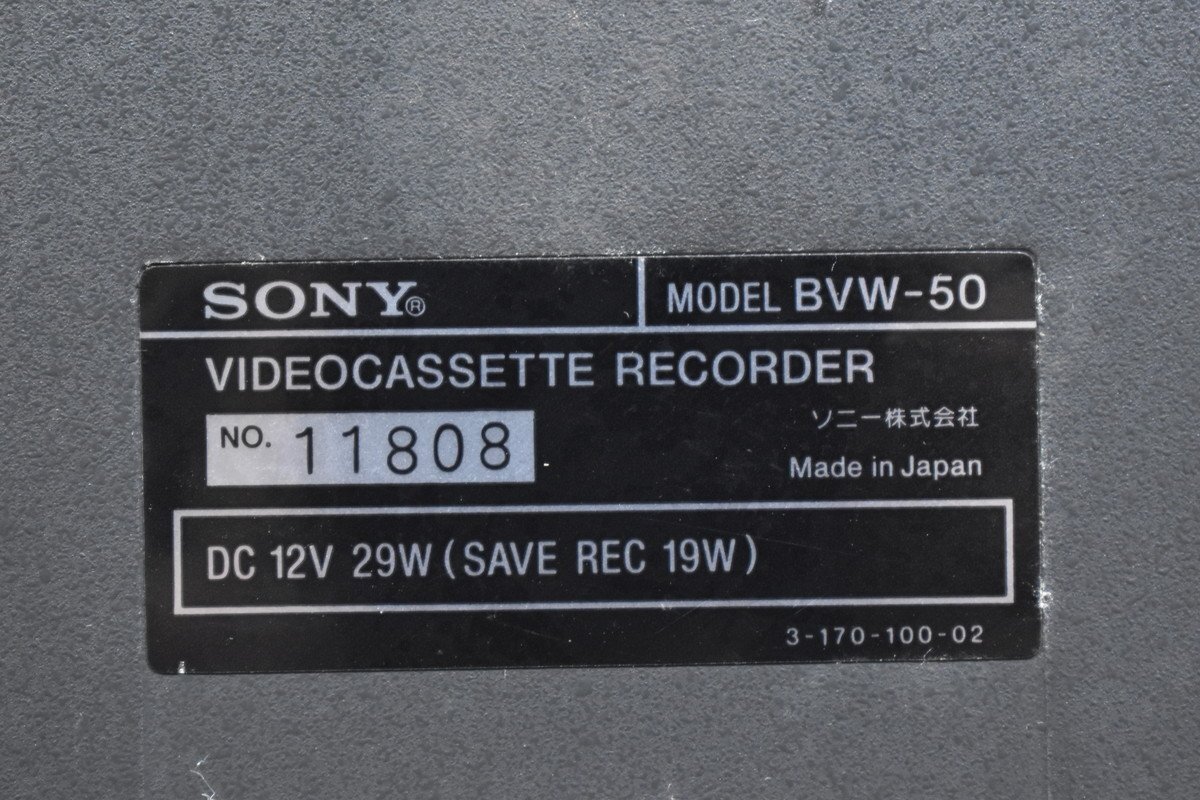 SONY® MODEL BVW-50
VIDEOCASSETTE RECORDER
NO. 11808
ソニー株式会社
Made in Japan
DC 12V 29W (SAVE REC 19W)
3-170-100-02